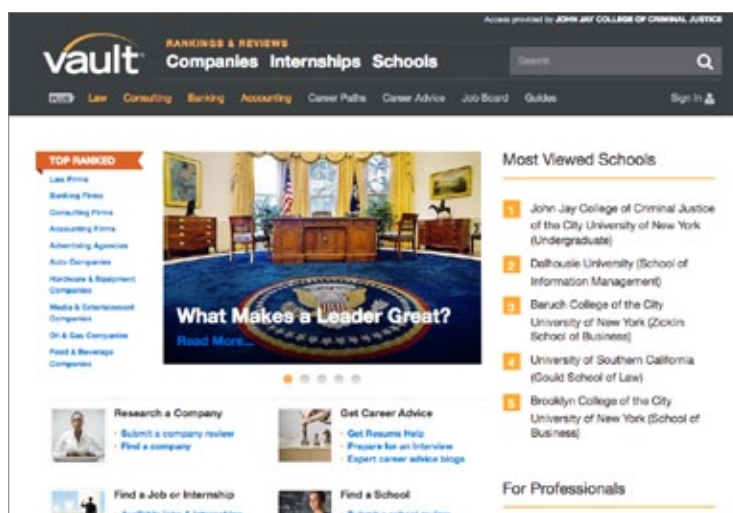 Access provided by JOHN JAY COLLEGE OF CRIMINAL JUSTICE
vault
RANKINGS & REVIEWS
Companies Internships Schools
Search
PLUS Law Consulting Banking Accounting Career Paths Career Advice Job Board Guides Sign In
TOP RANKED
Law Firms
Banking Firms
Consulting Firms
Accounting Firms
Advertising Agencies
Auto Companies
Hardware & Equipment
Companies
Media & Entertainment
Companies
Oil & Gas Companies
Food & Beverage
Companies
What Makes a Leader Great?
Read More...
Most Viewed Schools
1 John Jay College of Criminal Justice
of the City University of New York
(Undergraduate)
2 Dalhousie University (School of
Information Management)
3 Baruch College of the City
University of New York (Zicklin
School of Business)
4 University of Southern California
(Gould School of Law)
5 Brooklyn College of the City
University of New York (School of
Business)
Research a Company
Submit a company review
Find a company
Get Career Advice
Get Resume Help
Prepare for an Interview
Expert career advice blogs
Find a Job or Internship
Find a School
For Professionals